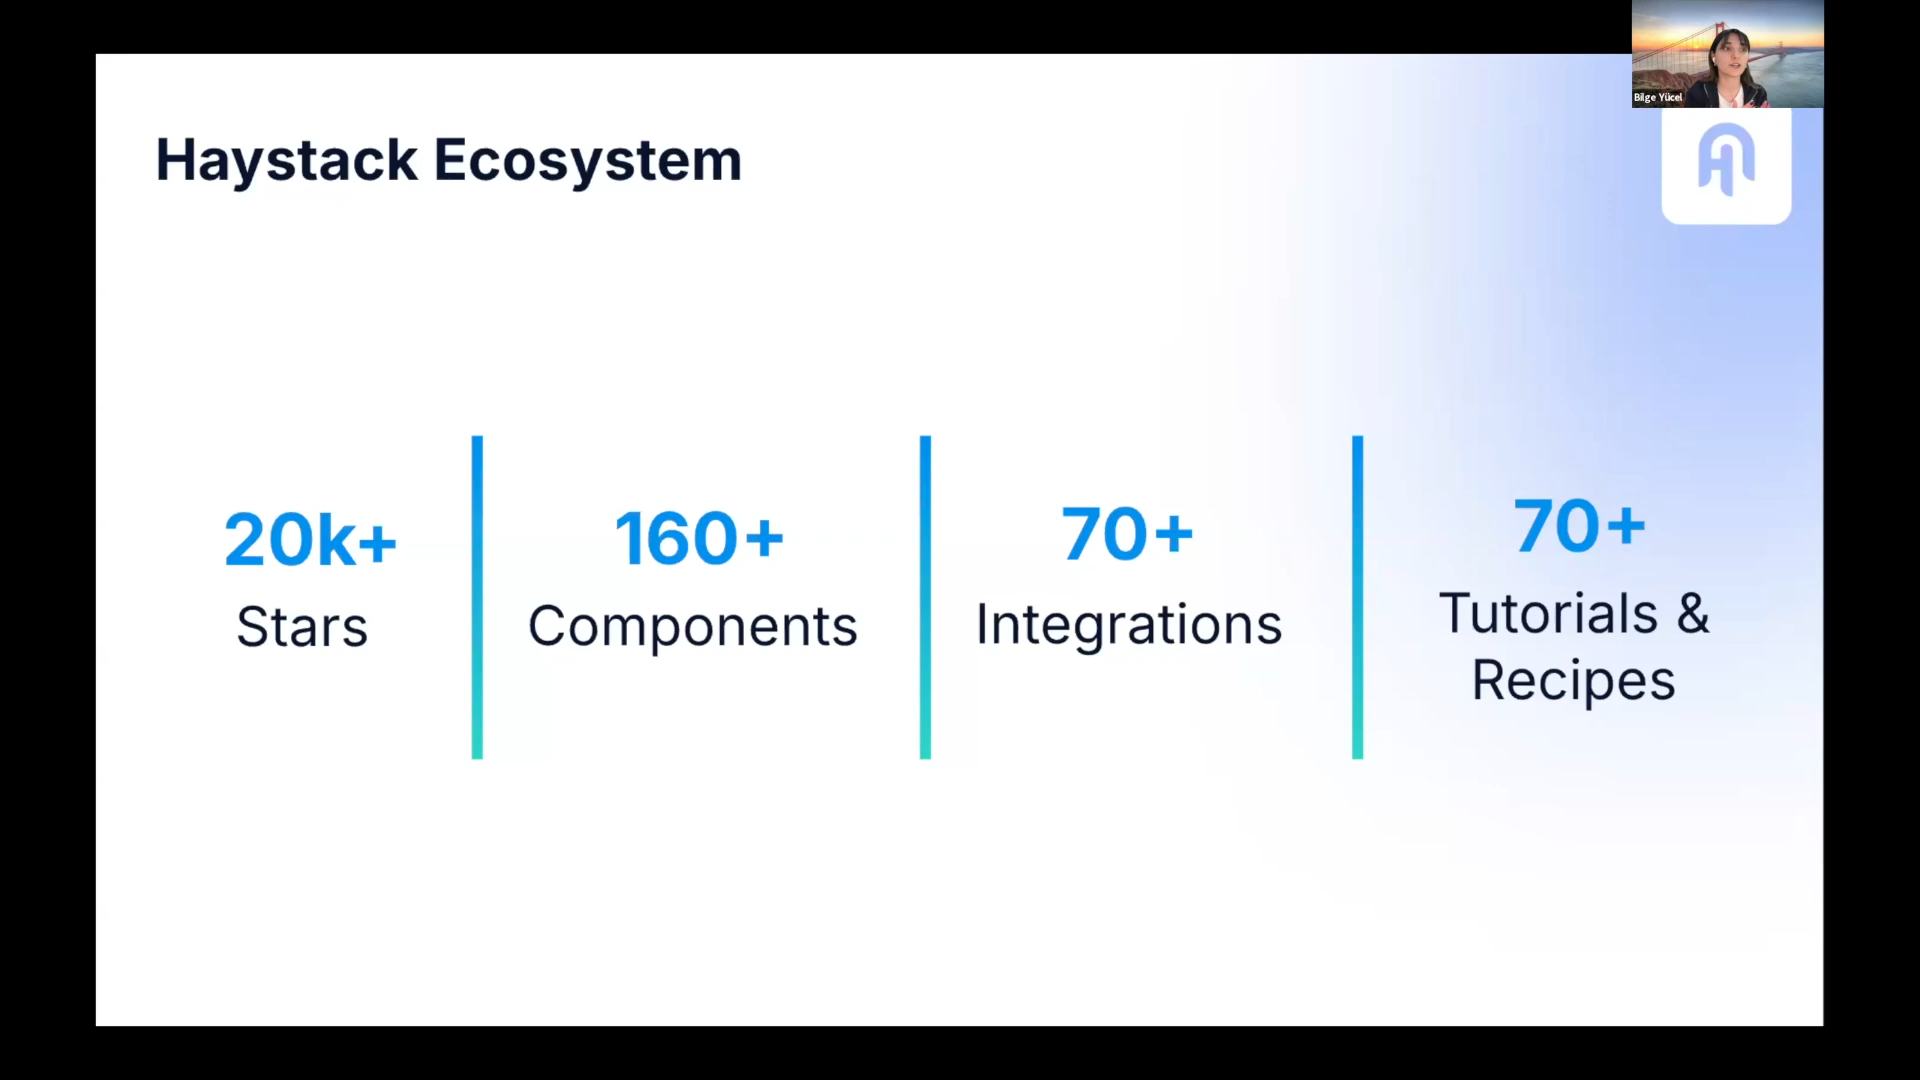 Bilge Yücel
Haystack Ecosystem
20k+
Stars
160+
Components
70+
Integrations
70+
Tutorials &
Recipes